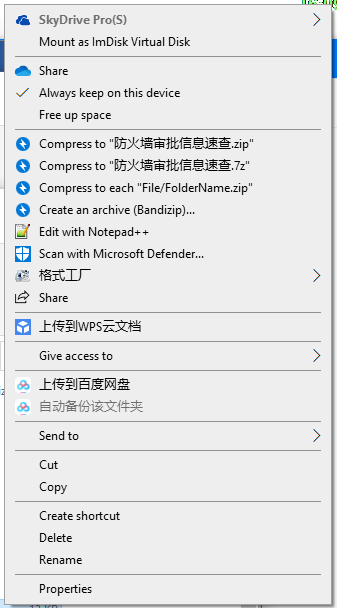 SkyDrive Pro(S)
Mount as ImDisk Virtual Disk
Share
Always keep on this device
Free up space
Compress to "防火墙审批信息速查.zip"
Compress to "防火墙审批信息速查.7z"
Compress to each "File/FolderName.zip"
Create an archive (Bandizip)...
Edit with Notepad++
Scan with Microsoft Defender...
格式工厂
Share
上传到WPS云文档
Give access to
上传到百度网盘
自动备份该文件夹
Send to
Cut
Copy
Create shortcut
Delete
Rename
Properties